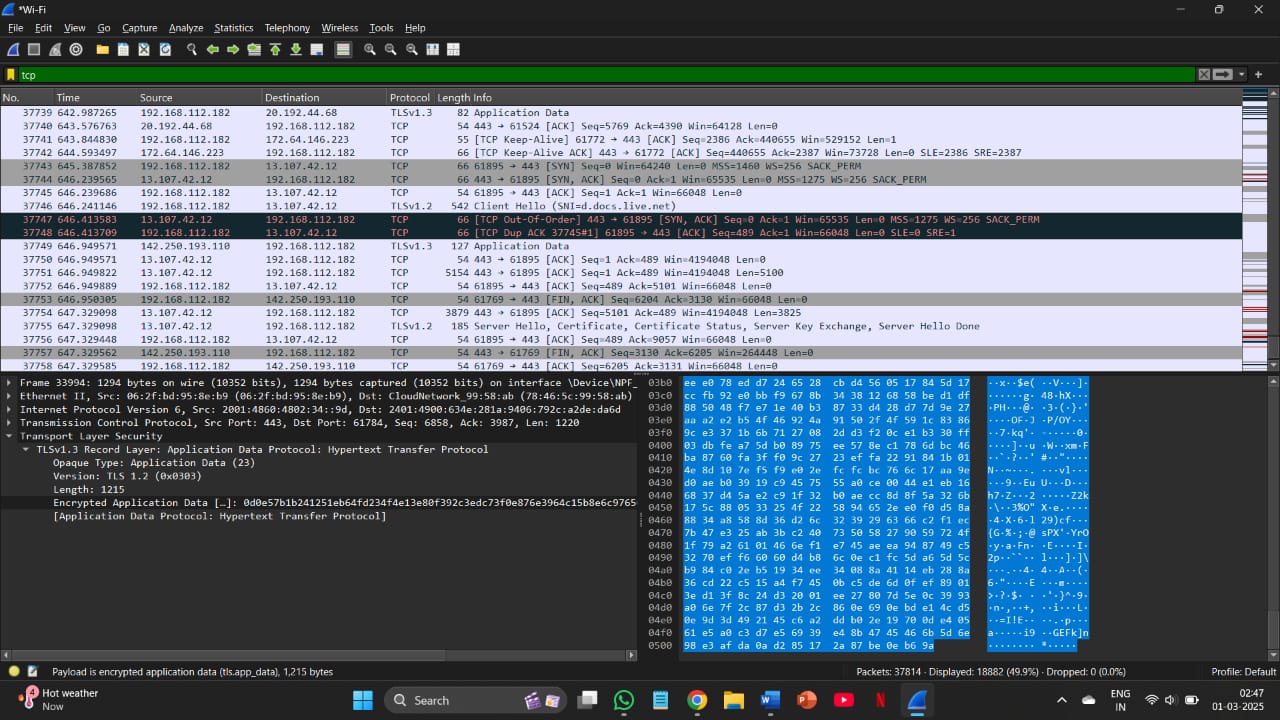 *Wi-Fi
File Edit View Go Capture Analyze Statistics Telephony Wireless Tools Help
tcp
No. Time Source Destination Protocol Length Info
37739 642.987265 192.168.112.182 20.192.44.68 TLSv1.3 82 Application Data
37740 643.576763 20.192.44.68 192.168.112.182 TCP 54 443 → 61524 [ACK] Seq=5769 Ack=4390 Win=64128 Len=0
37741 643.844830 192.168.112.182 172.64.146.223 TCP 55 [TCP Keep-Alive] 61772 → 443 [ACK] Seq=2386 Ack=440655 Win=529152 Len=1
37742 644.593497 172.64.146.223 192.168.112.182 TCP 66 [TCP Keep-Alive ACK] 443 → 61772 [ACK] Seq=440655 Ack=2387 Win=73728 Len=0 SLE=2386 SRE=2387
37743 645.387852 192.168.112.182 13.107.42.12 TCP 66 61895 → 443 [SYN] Seq=0 Win=64240 Len=0 MSS=1460 WS=256 SACK_PERM
37744 646.239565 13.107.42.12 192.168.112.182 TCP 66 443 → 61895 [SYN, ACK] Seq=0 Ack=1 Win=65535 Len=0 MSS=1275 WS=256 SACK_PERM
37745 646.239686 192.168.112.182 13.107.42.12 TCP 54 61895 → 443 [ACK] Seq=1 Ack=1 Win=66048 Len=0
37746 646.241146 192.168.112.182 13.107.42.12 TLSv1.2 542 Client Hello (SNI=d.docs.live.net)
37747 646.413583 13.107.42.12 192.168.112.182 TCP 66 [TCP Out-Of-Order] 443 → 61895 [SYN, ACK] Seq=0 Ack=1 Win=65535 Len=0 MSS=1275 WS=256 SACK_PERM
37748 646.413709 192.168.112.182 13.107.42.12 TCP 66 [TCP Dup ACK 37745#1] 61895 → 443 [ACK] Seq=489 Ack=1 Win=66048 Len=0 SLE=0 SRE=1
37749 646.949571 142.250.193.110 192.168.112.182 TLSv1.3 127 Application Data
37750 646.949571 13.107.42.12 192.168.112.182 TCP 54 443 → 61895 [ACK] Seq=1 Ack=489 Win=4194048 Len=0
37751 646.949822 13.107.42.12 192.168.112.182 TCP 5154 443 → 61895 [ACK] Seq=1 Ack=489 Win=4194048 Len=5100
37752 646.949889 192.168.112.182 13.107.42.12 TCP 54 61895 → 443 [ACK] Seq=489 Ack=5101 Win=66048 Len=0
37753 646.950305 192.168.112.182 142.250.193.110 TCP 54 61769 → 443 [FIN, ACK] Seq=6204 Ack=3130 Win=66048 Len=0
37754 647.329098 13.107.42.12 192.168.112.182 TCP 3879 443 → 61895 [ACK] Seq=5101 Ack=489 Win=4194048 Len=3825
37755 647.329098 13.107.42.12 192.168.112.182 TLSv1.2 185 Server Hello, Certificate, Certificate Status, Server Key Exchange, Server Hello Done
37756 647.329448 192.168.112.182 13.107.42.12 TCP 54 61895 → 443 [ACK] Seq=489 Ack=9057 Win=66048 Len=0
37757 647.329562 142.250.193.110 192.168.112.182 TCP 54 443 → 61769 [FIN, ACK] Seq=3130 Ack=6205 Win=264448 Len=0
37758 647.329585 192.168.112.182 142.250.193.110 TCP 54 61769 → 443 [ACK] Seq=6205 Ack=3131 Win=66048 Len=0
Frame 33994: 1294 bytes on wire (10352 bits), 1294 bytes captured (10352 bits) on interface \Device\NPF_
Ethernet II, Src: 06:2f:bd:95:8e:b9 (06:2f:bd:95:8e:b9), Dst: CloudNetwork_99:58:ab (78:46:5c:99:58:ab)
Internet Protocol Version 6, Src: 2001:4860:4802:34::9d, Dst: 2401:4900:634e:281a:9406:792c:a2de:da6d
Transmission Control Protocol, Src Port: 443, Dst Port: 61784, Seq: 6858, Ack: 3987, Len: 1220
Transport Layer Security
TLSv1.3 Record Layer: Application Data Protocol: Hypertext Transfer Protocol
Opaque Type: Application Data (23)
Version: TLS 1.2 (0x0303)
Length: 1215
Encrypted Application Data […]: 0d0e57b1b241251eb64fd234f4e13e80f392c3edc73f0e876e3964c15b8e6c9765
[Application Data Protocol: Hypertext Transfer Protocol]
03b0 ee e0 78 ed d7 24 65 28 cb d4 56 05 17 84 5d 17
03c0 cc fb 92 e0 bb f9 67 8b 34 38 12 68 58 be d1 df
03d0 88 50 48 f7 e7 1e 40 b3 87 33 d4 28 d7 7d 9e 27
03e0 aa a2 e2 b5 4f 46 92 4a 91 50 2f 4f 59 1c 83 86
03f0 9c e3 37 1b 6b 71 27 08 2d d3 f2 0c e1 b3 30 ff
0400 03 db fe a7 5d b0 89 75 ee 57 8e c1 78 6d bc 46
0410 ba 87 60 fa 3f f0 9c 27 23 ef fa 22 91 84 1b 01
0420 4e 8d 10 7e f5 f9 e0 2e fc fc bc 76 6c 17 aa 9e
0430 d0 ae b0 39 19 c9 45 75 55 a0 ce 00 44 e1 eb 16
0440 68 37 d4 5a e2 c9 1f 32 b0 ae cc 8d 8f 5a 32 6b
0450 17 5c 88 05 33 25 4f 22 58 94 65 2e e0 f0 d5 8a
0460 88 34 a8 58 8d 36 d2 6c 32 39 29 63 66 c2 f1 ec
0470 7b 47 e3 25 ab 3b c2 40 73 50 58 27 90 59 72 4f
0480 1f 79 a2 61 01 46 6e f1 e7 45 ae ea 94 87 49 c5
0490 32 70 ef f6 60 60 d4 b8 6c 0e c1 fc 5d a6 5d 5c
04a0 b9 84 c0 2e b5 19 34 ee 34 08 8a 41 14 eb 28 8a
04b0 36 cd 22 c5 15 a4 f7 45 0b c5 de 6d 0f ef 89 01
04c0 3e d1 3f 8c 24 d3 20 01 ee 27 80 7d 5e 0c 39 93
04d0 a0 6e 7f 2c 87 d3 2b 2c 86 0e 69 0e bd e1 4c d5
04e0 0e 9d 3d 49 21 45 c6 a2 dd b0 2e 19 70 0d e4 05
04f0 61 e5 a0 c3 d7 e5 69 39 e4 8b 47 45 46 6b 5d 6e
0500 98 e3 af da 0a d2 85 17 2a 87 be 0e b6 9a
Payload is encrypted application data (tls.app_data), 1,215 bytes
Packets: 37814 · Displayed: 18882 (49.9%) · Dropped: 0 (0.0%)
Profile: Default
4
Hot weather
Now
Search
ENG
IN
02:47
01-03-2025